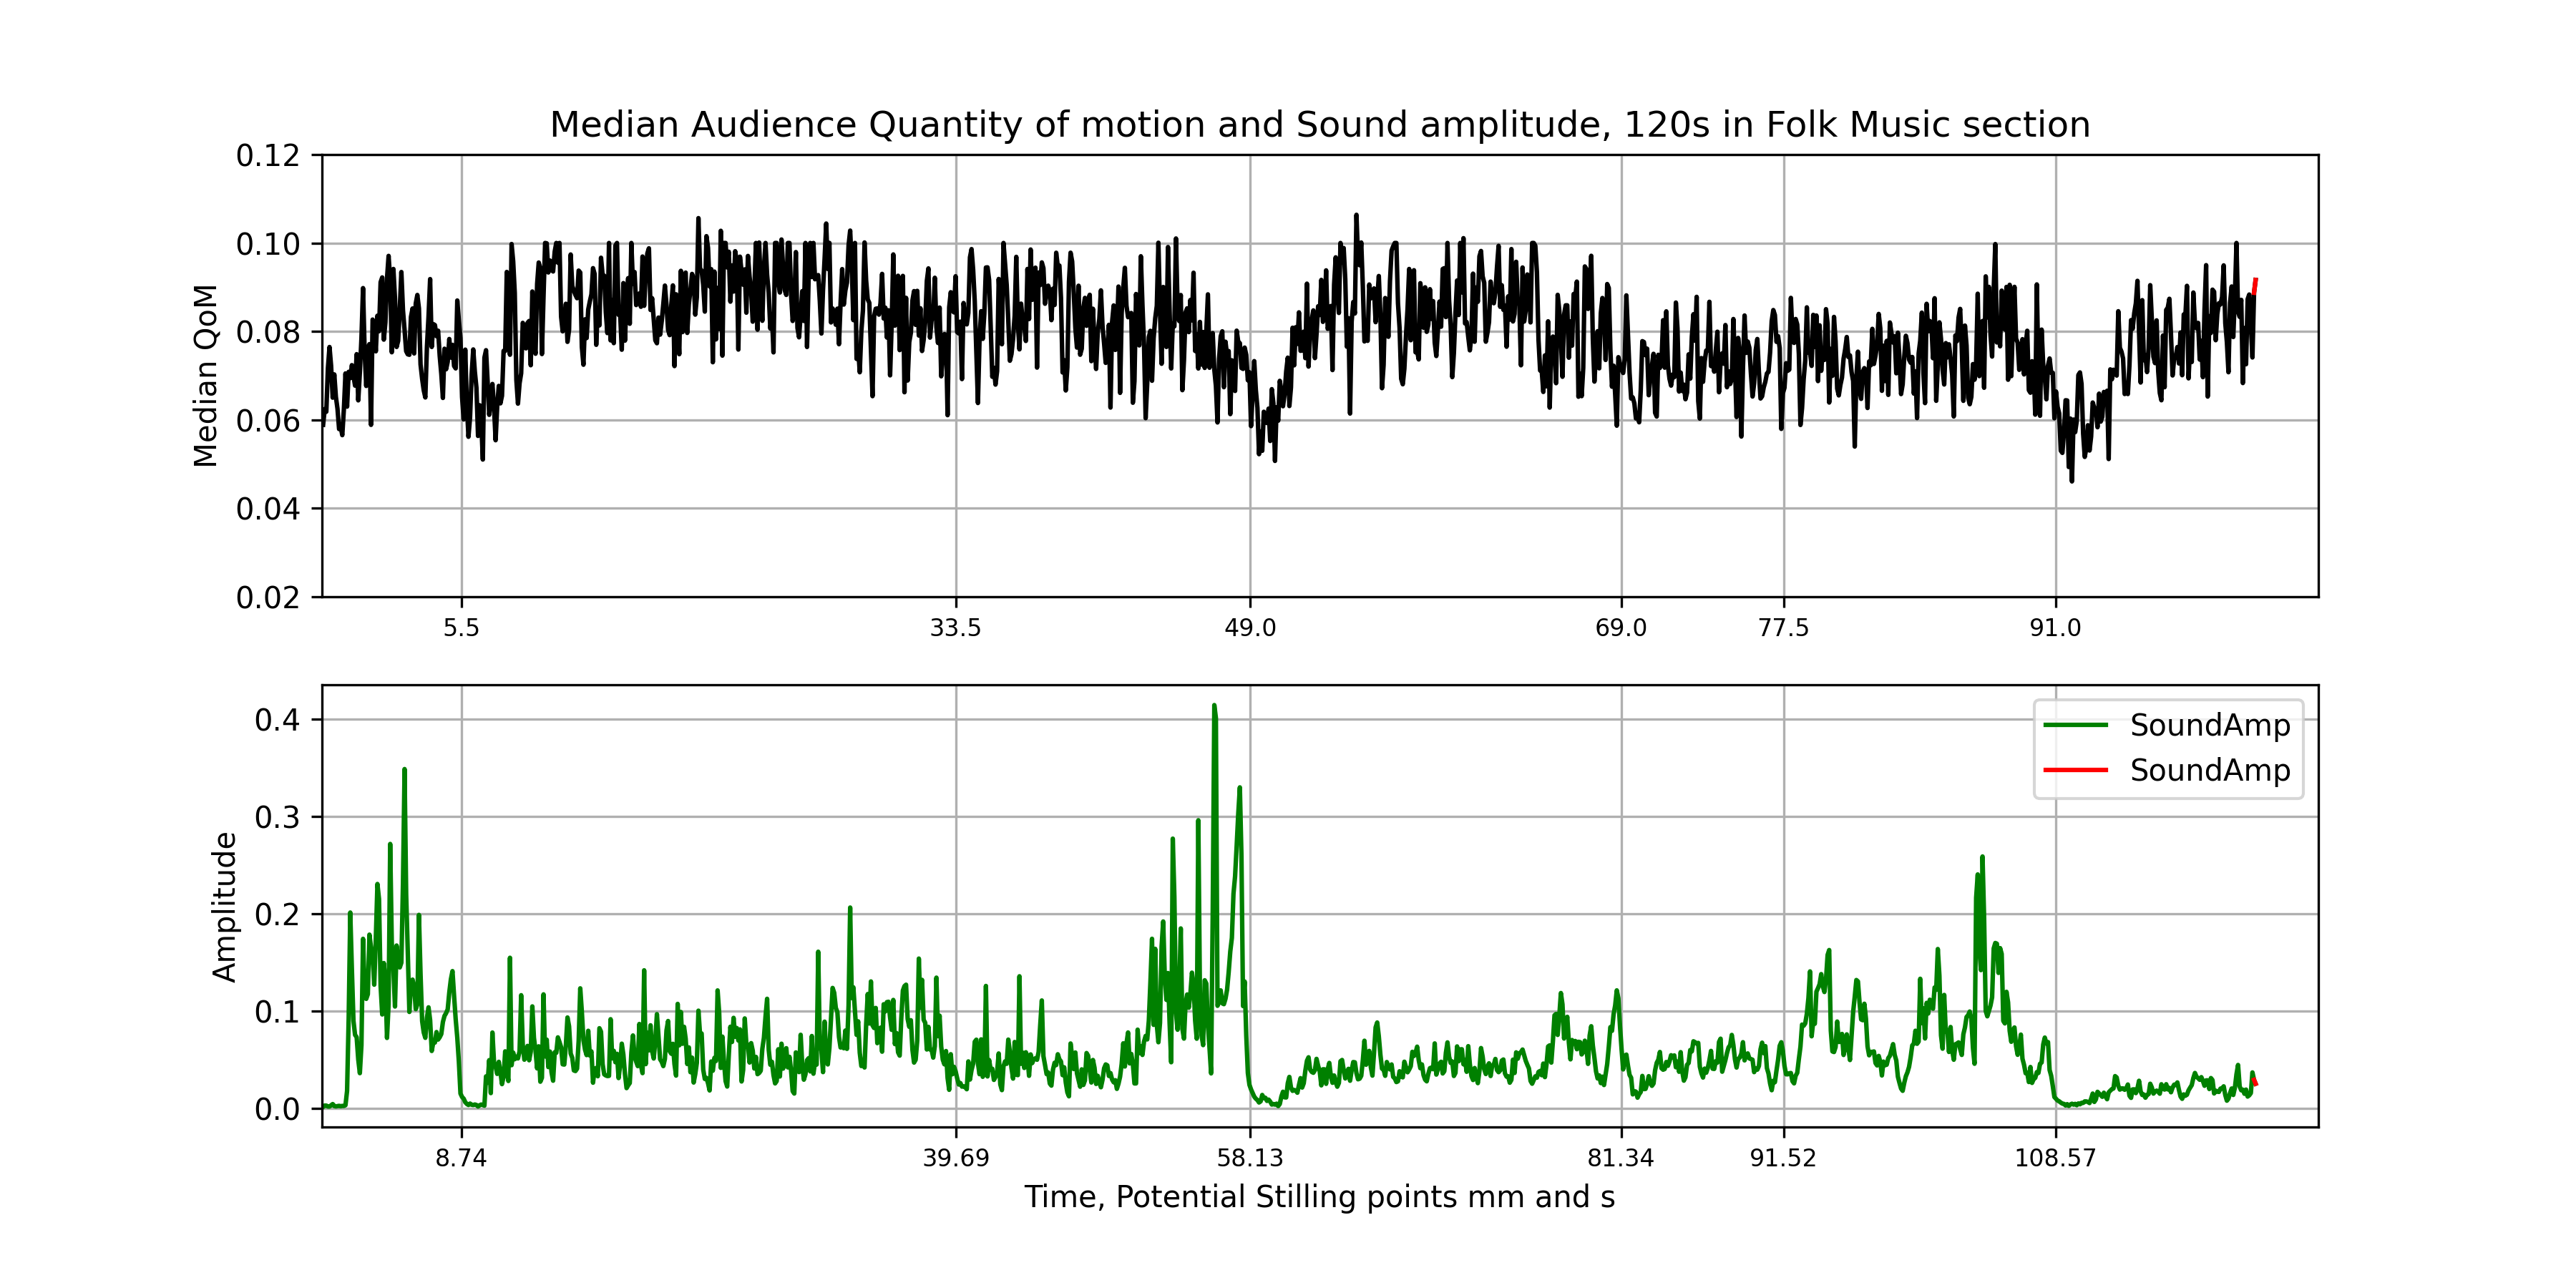 Median Audience Quantity of motion and Sound amplitude, 120s in Folk Music section
0.12
0.10
0.08
0.06
0.04
0.02
Median QoM
5.5 33.5 49.0 69.0 77.5 91.0
SoundAmp
SoundAmp
0.4
0.3
0.2
0.1
0.0
Amplitude
8.74 39.69 58.13 81.34 91.52 108.57
Time, Potential Stilling points mm and s